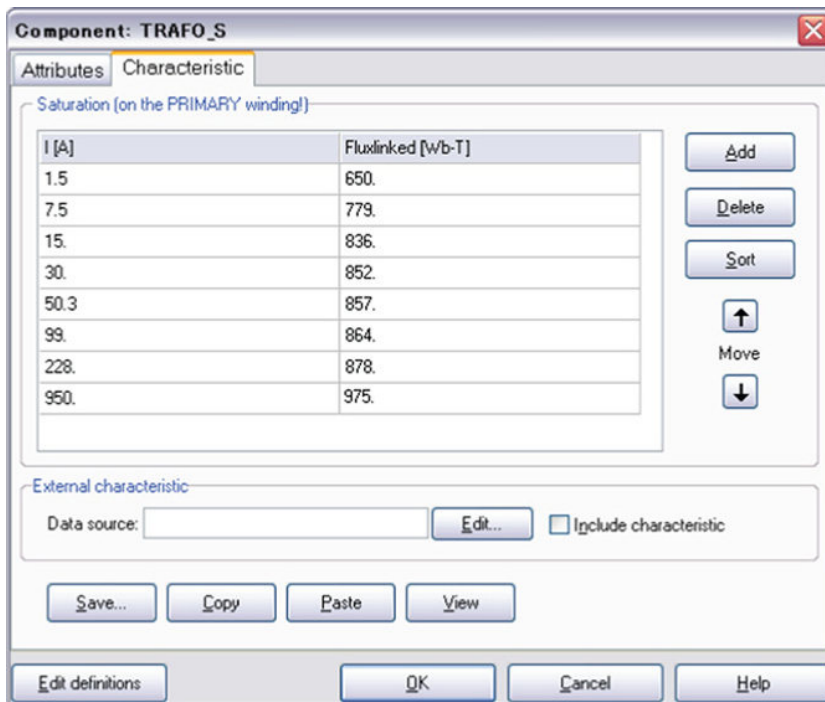 Component: TRAFO_S
Attributes Characteristic
Saturation (on the PRIMARY winding!)
I [A] Fluxlinked [Wb-T]
1.5 650.
7.5 779.
15. 836.
30. 852.
50.3 857.
99. 864.
228. 878.
950. 975.
Add
Delete
Sort
Move
External characteristic
Data source: Edit... Include characteristic
Save... Copy Paste View
Edit definitions OK Cancel Help